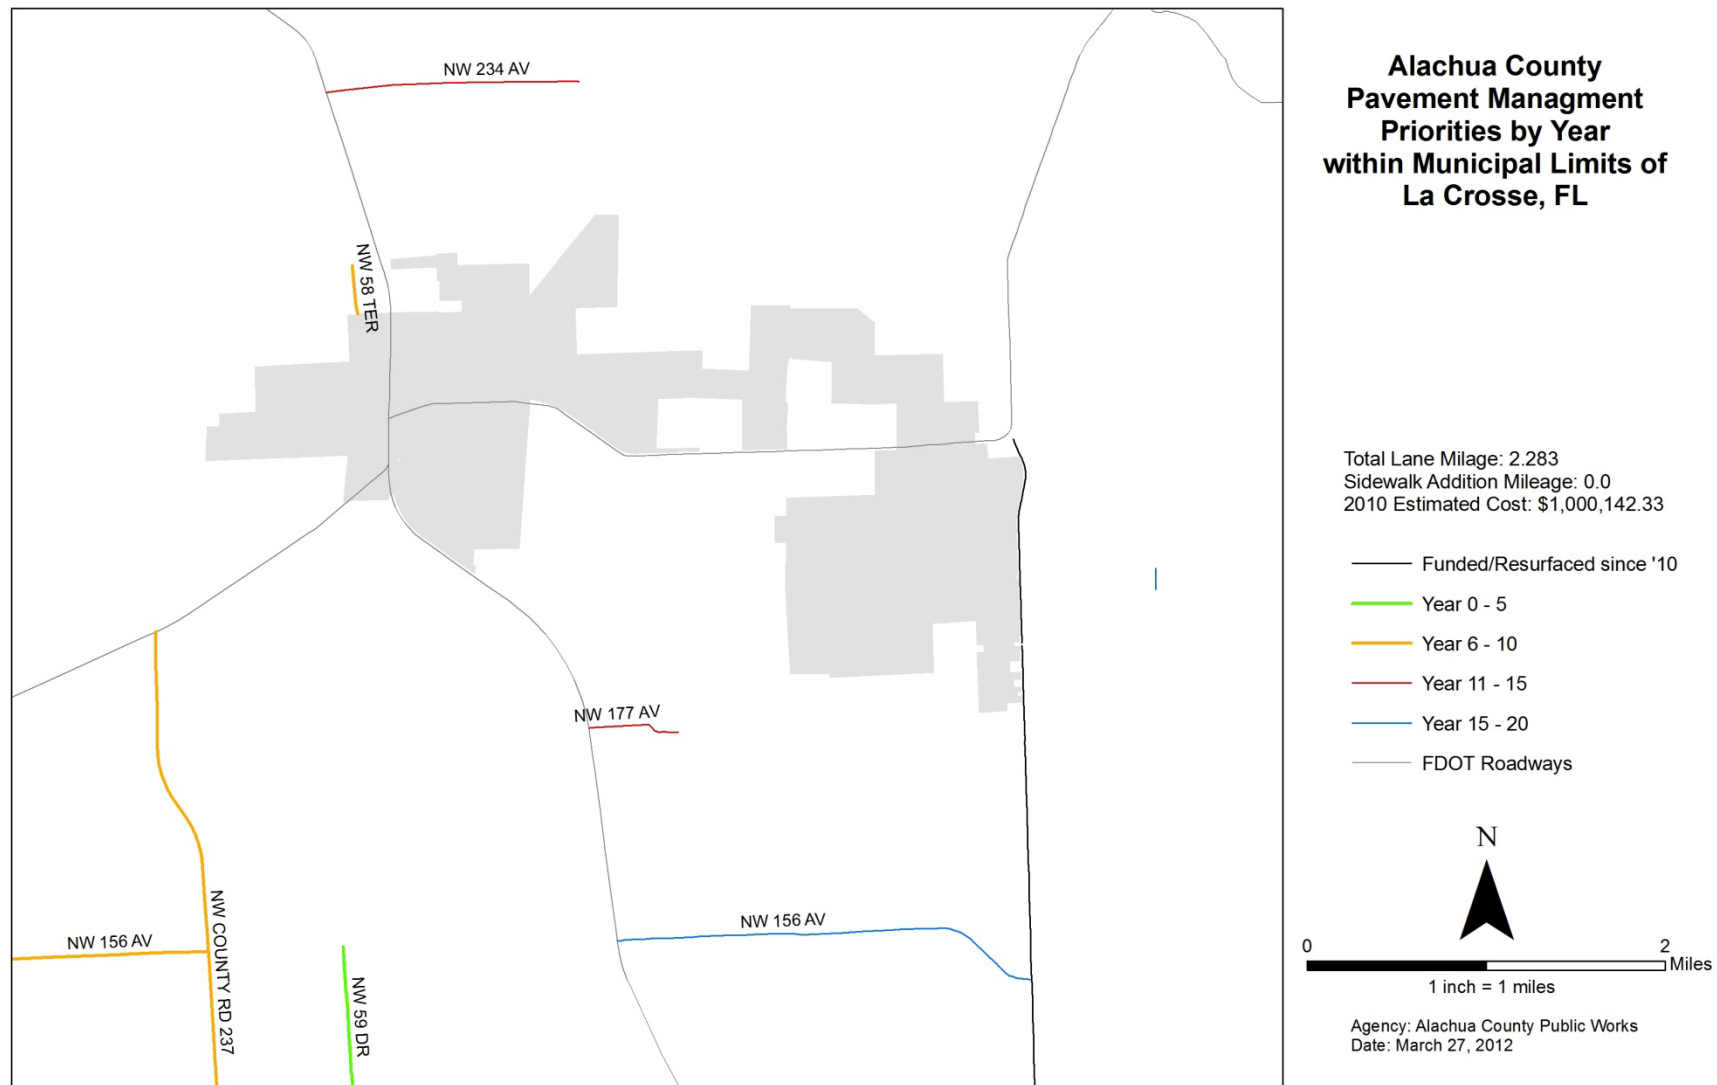 Alachua County
Pavement Managment
Priorities by Year
within Municipal Limits of
La Crosse, FL
NW 234 AV
NW 58 TER
NW 177 AV
NW 156 AV
NW 156 AV
NW COUNTY RD 237
NW 59 DR
Total Lane Milage: 2.283
Sidewalk Addition Mileage: 0.0
2010 Estimated Cost: $1,000,142.33
Funded/Resurfaced since '10
Year 0 - 5
Year 6 - 10
Year 11 - 15
Year 15 - 20
FDOT Roadways
N
0 2
Miles
1 inch = 1 miles
Agency: Alachua County Public Works
Date: March 27, 2012